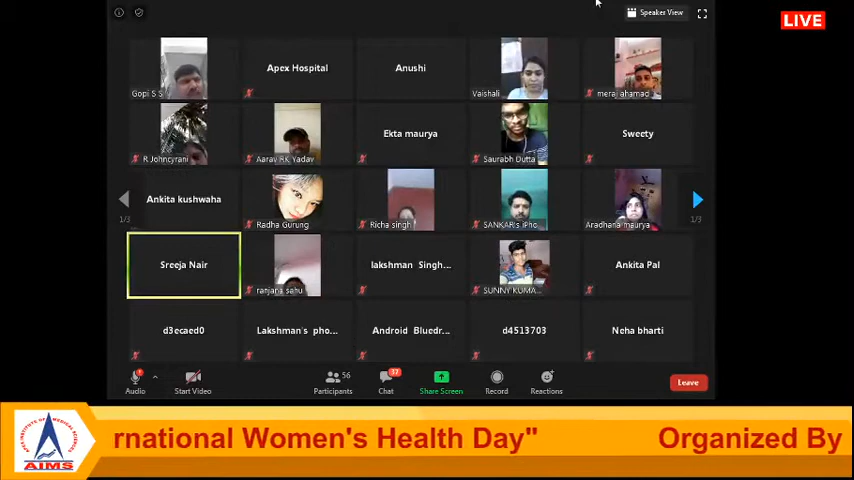 Speaker View
LIVE
Gopi S S
Apex Hospital
Anushi
Vaishali
meraj ahamad
R Johncyrani
Aarav RK Yadav
Ekta maurya
Saurabh Dutta
Sweety
Ankita kushwaha
Radha Gurung
Richa singh
SANKAR's iPho...
Aradhana maurya
1/3
1/3
Sreeja Nair
ranjana sahu
lakshman Singh...
SUNNY KUMA...
Ankita Pal
d3ecaed0
Lakshman's pho...
Android Bluedr...
d4513703
Neha bharti
Audio
Start Video
Participants
56
Chat
37
Share Screen
Record
Reactions
Leave
AIMS
rnational Women's Health Day" Organized By